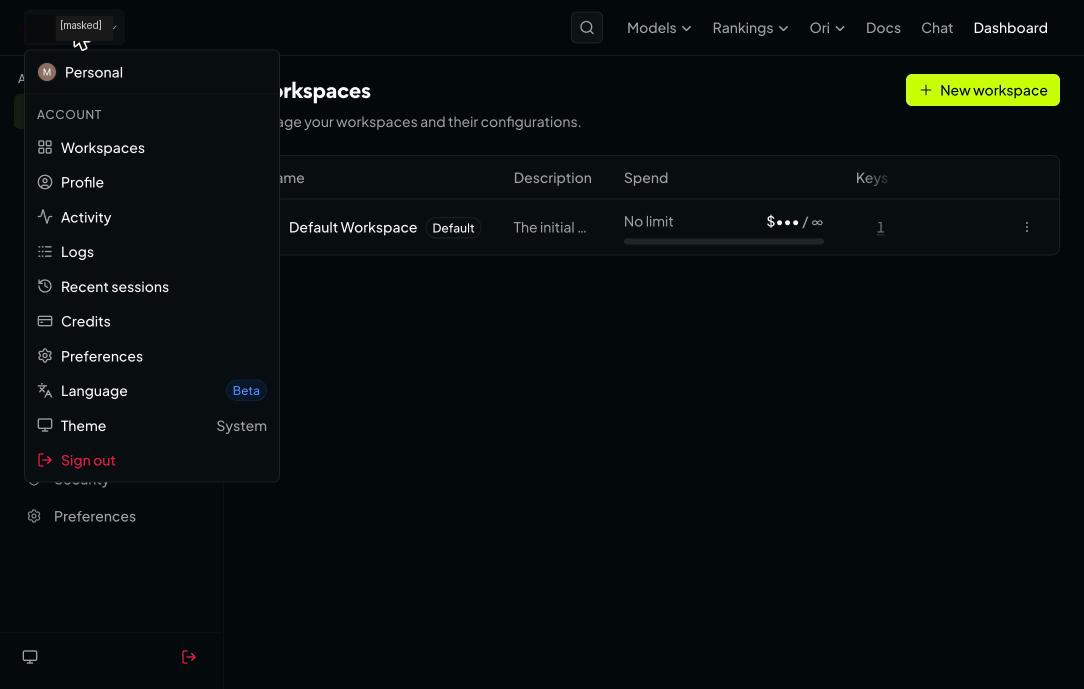 [masked]
Models
Rankings
Ori
Docs
Chat
Dashboard
M
Personal
ACCOUNT
Workspaces
Profile
Activity
Logs
Recent sessions
Credits
Preferences
Language
Beta
Theme
System
Sign out
Security
Preferences
orkspaces
New workspace
age your workspaces and their configurations.
ame
Description
Spend
Keys
Default Workspace
Default
The initial ...
No limit
$••• / ∞
1